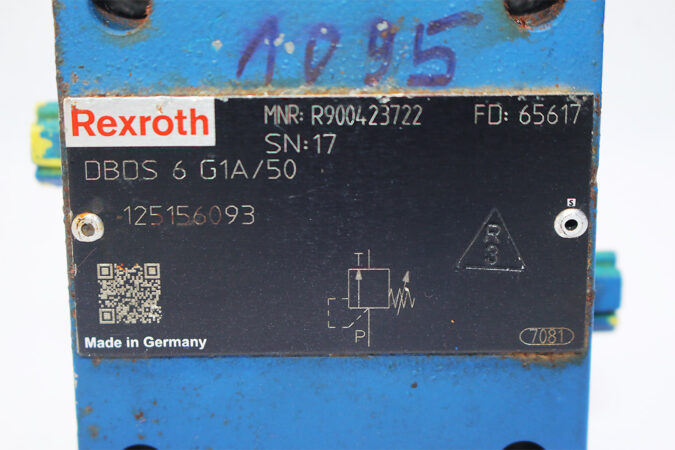 1095
Rexroth MNR: R900423722 FD: 65617
SN:17
DBDS 6 G1A/50
125156093
S
R
3
T
P
Made in Germany
7081